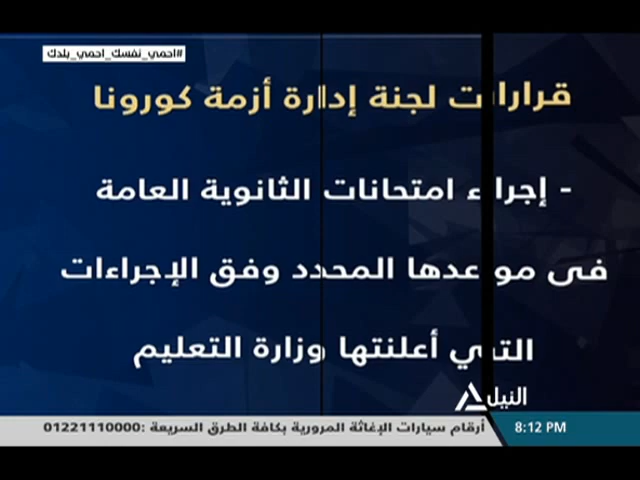 #احمي_نفسك_احمي_بلدك
قرارات لجنة إدارة أزمة كورونا
- إجراء امتحانات الثانوية العامة
فى موعدها المحدد وفق الإجراءات
التي أعلنتها وزارة التعليم
النيل
أرقام سيارات الإغاثة المرورية بكافة الطرق السريعة :01221110000
8:12 PM